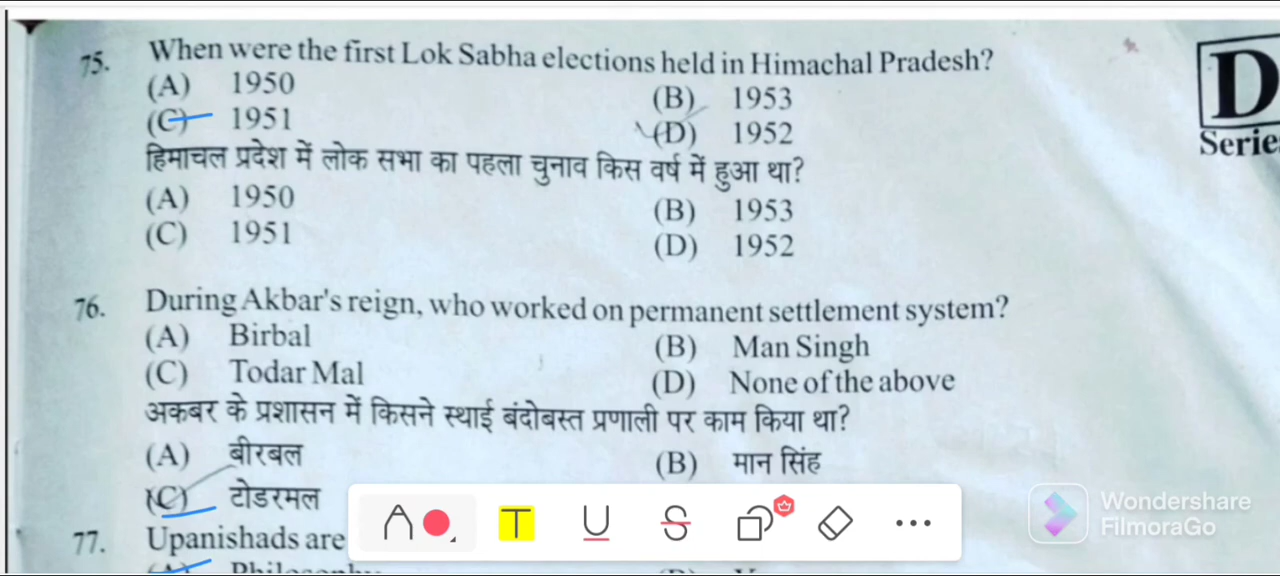 75. When were the first Lok Sabha elections held in Himachal Pradesh?
(A) 1950 (B) 1953
(C) 1951 (D) 1952
हिमाचल प्रदेश में लोक सभा का पहला चुनाव किस वर्ष में हुआ था?
(A) 1950 (B) 1953
(C) 1951 (D) 1952
76. During Akbar's reign, who worked on permanent settlement system?
(A) Birbal (B) Man Singh
(C) Todar Mal (D) None of the above
अकबर के प्रशासन में किसने स्थाई बंदोबस्त प्रणाली पर काम किया था?
(A) बीरबल (B) मान सिंह
(C) टोडरमल
77. Upanishads are
(A) Philosophy
D
Serie
T
U
S
Wondershare
FilmoraGo